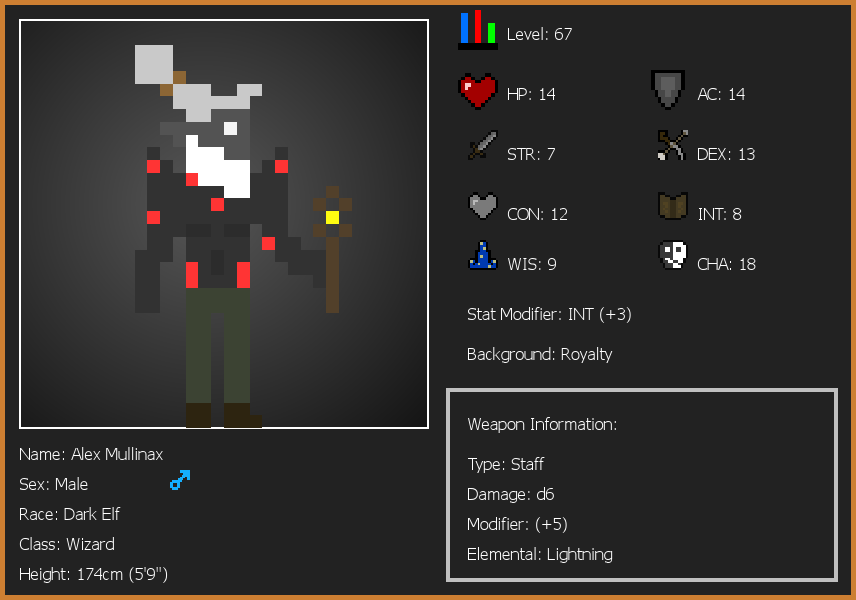 Level: 67
HP: 14
AC: 14
STR: 7
DEX: 13
CON: 12
INT: 8
WIS: 9
CHA: 18
Stat Modifier: INT (+3)
Background: Royalty
Weapon Information:
Type: Staff
Damage: d6
Modifier: (+5)
Elemental: Lightning
Name: Alex Mullinax
Sex: Male
Race: Dark Elf
Class: Wizard
Height: 174cm (5'9")